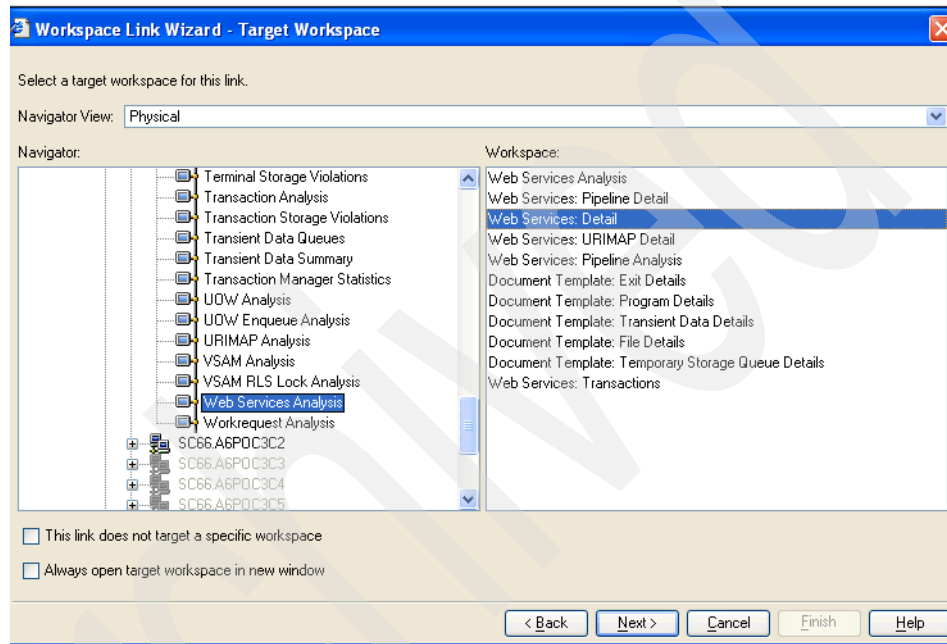 Workspace Link Wizard - Target Workspace
Select a target workspace for this link.
Navigator View: Physical
Navigator:
Terminal Storage Violations
Transaction Analysis
Transaction Storage Violations
Transient Data Queues
Transient Data Summary
Transaction Manager Statistics
UOW Analysis
UOW Enqueue Analysis
URIMAP Analysis
VSAM Analysis
VSAM RLS Lock Analysis
Web Services Analysis
Workrequest Analysis
SC66.A6POC3C2
SC66.A6POC3C3
SC66.A6POC3C4
SC66.A6POC3C5
Workspace:
Web Services Analysis
Web Services: Pipeline Detail
Web Services: Detail
Web Services: URIMAP Detail
Web Services: Pipeline Analysis
Document Template: Exit Details
Document Template: Program Details
Document Template: Transient Data Details
Document Template: File Details
Document Template: Temporary Storage Queue Details
Web Services: Transactions
This link does not target a specific workspace
Always open target workspace in new window
< Back Next > Cancel Finish Help